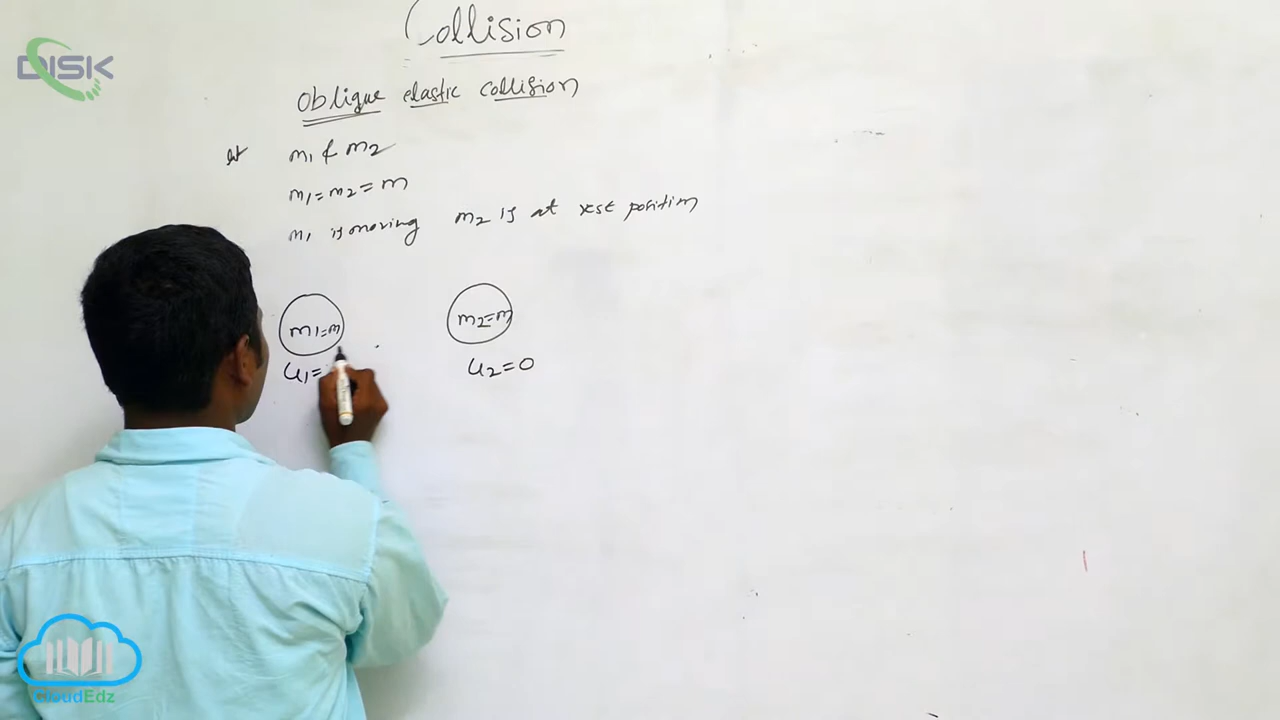 Collision
DISK
Oblique elastic collision
let m1 & m2
m1 = m2 = m
m1 is moving m2 is at rest position
m1=m m2=m
u1= u2=0
CloudEdz